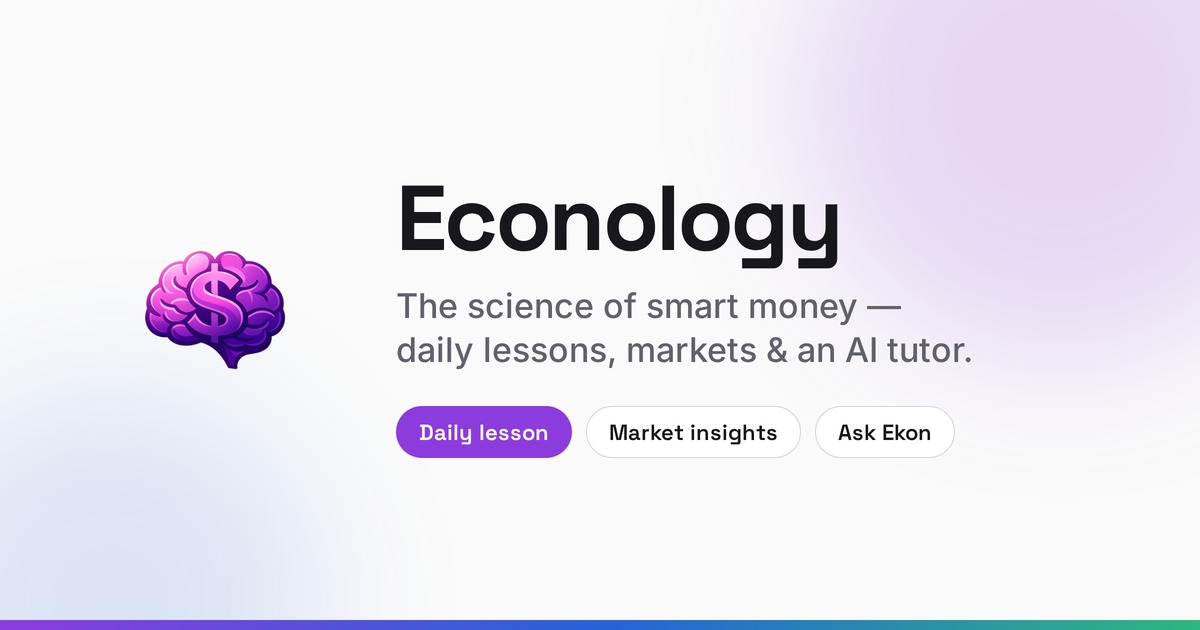 Econology
The science of smart money —
daily lessons, markets & an AI tutor.
Daily lesson Market insights Ask Ekon
$